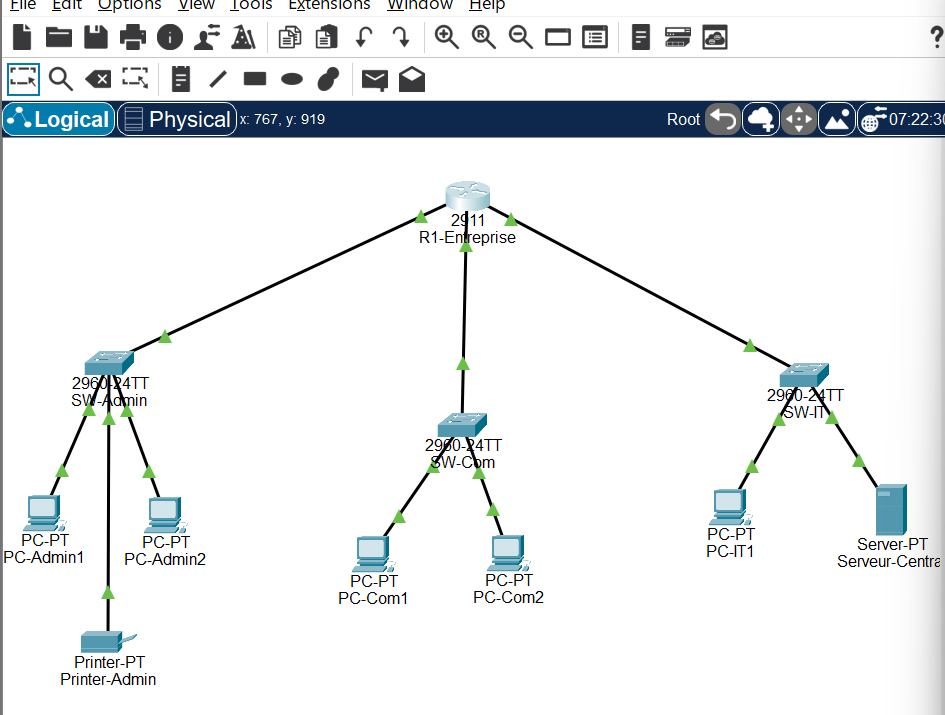 File Edit Options View Tools Extensions Window Help
?
Logical Physical x: 767, y: 919 Root 07:22:30
2911
R1-Entreprise
2960-24TT
SW-Admin
2960-24TT
SW-IT
2960-24TT
SW-Com
PC-PT
PC-Admin1
PC-PT
PC-Admin2
PC-PT
PC-IT1
Server-PT
Serveur-Centra
PC-PT
PC-Com1
PC-PT
PC-Com2
Printer-PT
Printer-Admin